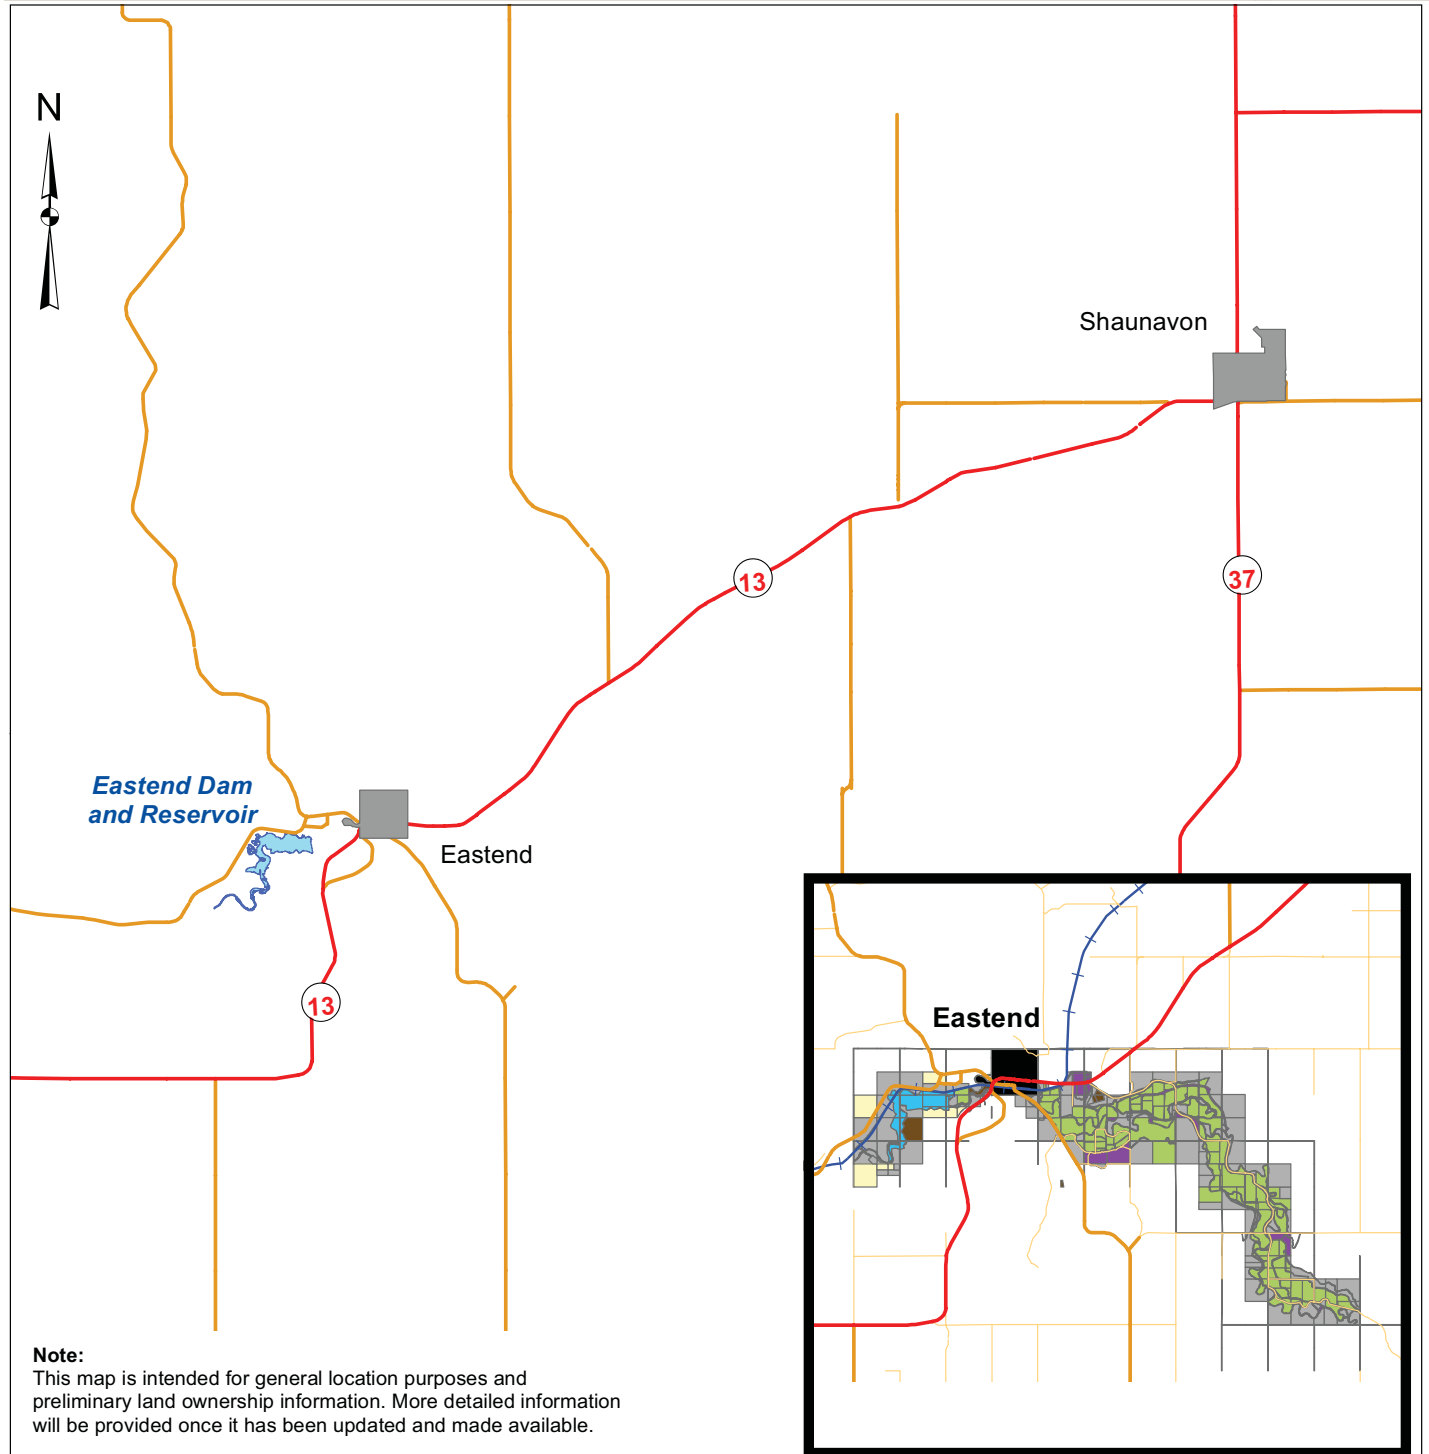 N
Shaunavon
13
37
Eastend Dam
and Reservoir
Eastend
13
Eastend
Note:
This map is intended for general location purposes and
preliminary land ownership information. More detailed information
will be provided once it has been updated and made available.